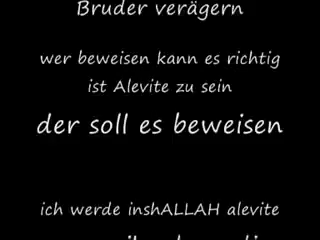 Bruder verägern
wer beweisen kann es richtig
ist Alevite zu sein
der soll es beweisen
ich werde inshALLAH alevite